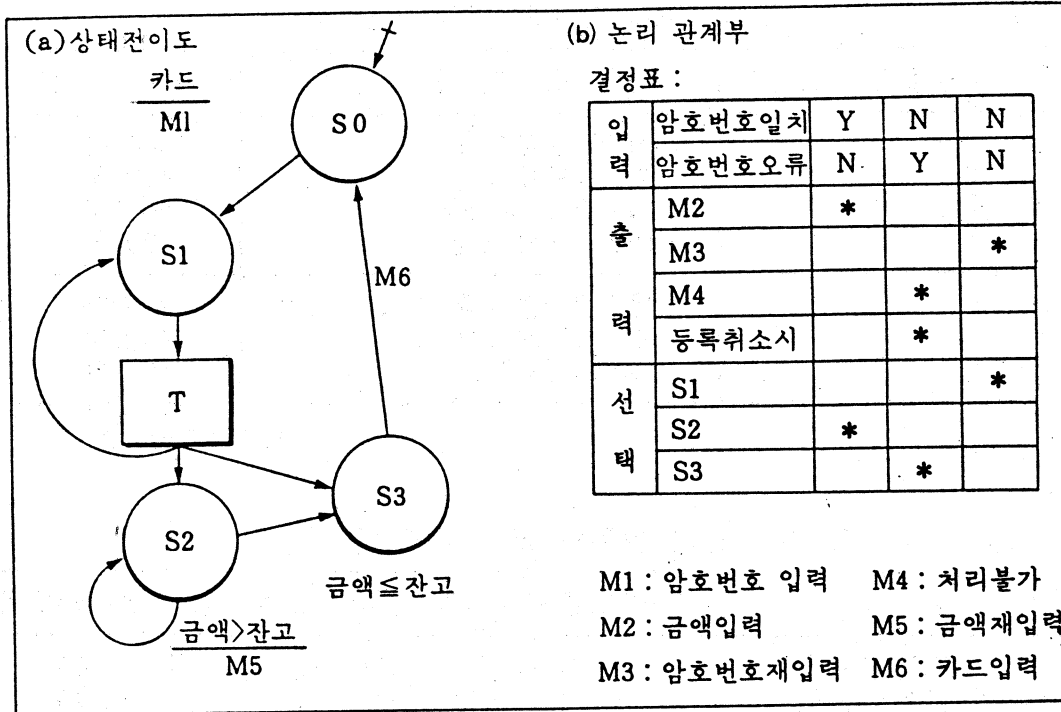 (a)상태전이도
카드
M1
S0
S1
M6
T
S3
S2
금액≦잔고
금액>잔고
M5
(b) 논리 관계부
결정표 :
입력 암호번호일치 Y N N
암호번호오류 N Y N
출력 M2 *
M3 *
M4 *
등록취소시 *
선택 S1 *
S2 *
S3 *
M1 : 암호번호 입력 M4 : 처리불가
M2 : 금액입력 M5 : 금액재입력
M3 : 암호번호재입력 M6 : 카드입력